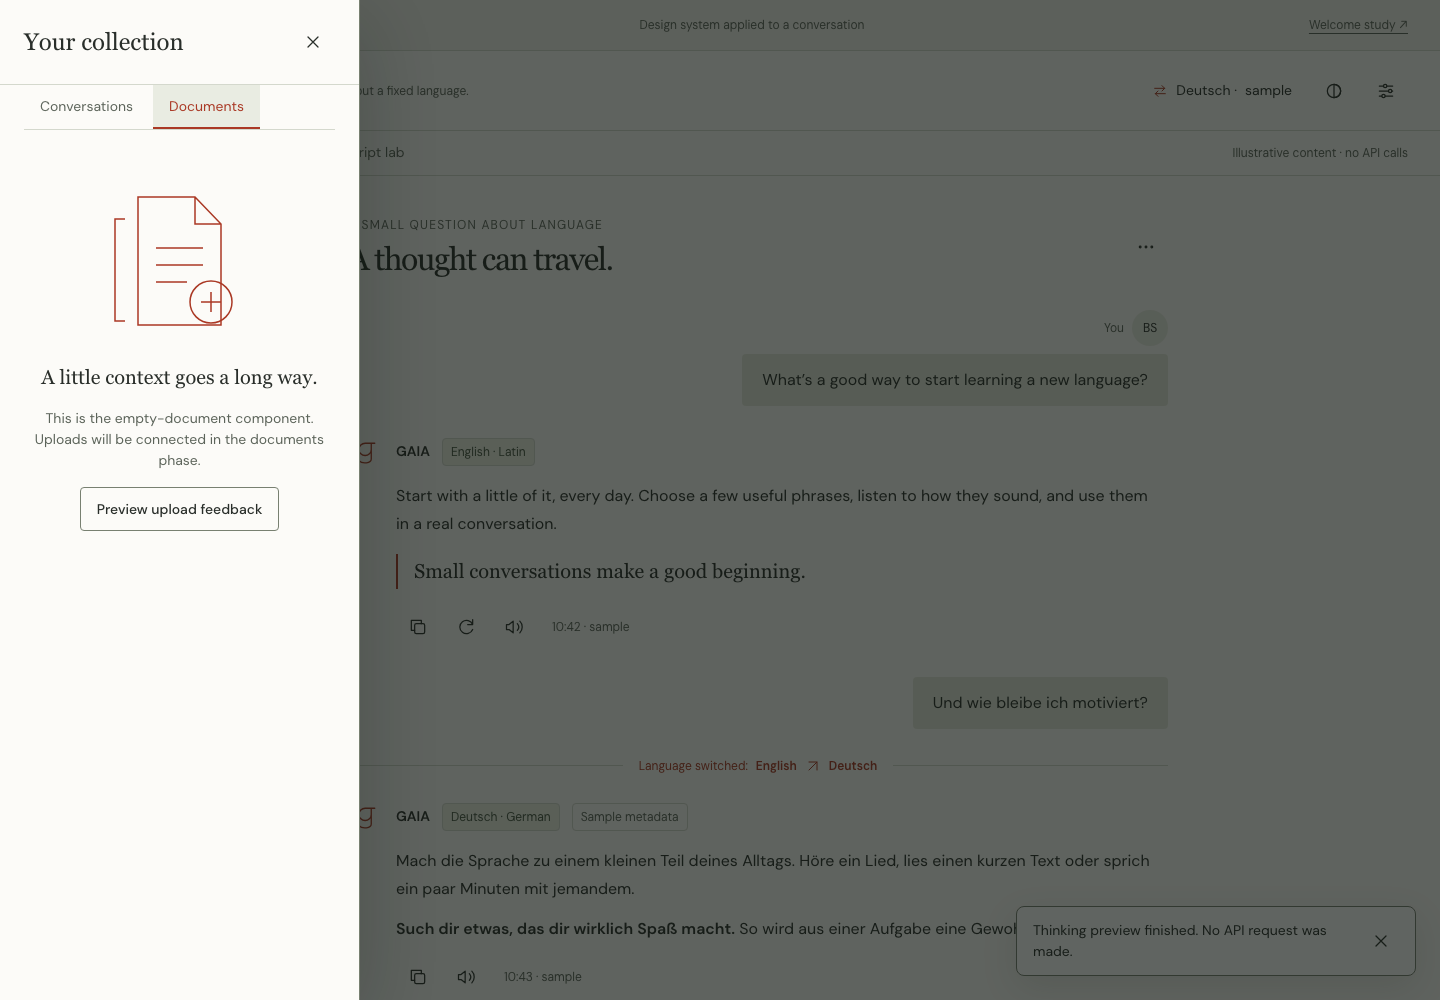 Your collection
Conversations
Documents
A little context goes a long way.
This is the empty-document component.
Uploads will be connected in the documents
phase.
Preview upload feedback
Design system applied to a conversation
Welcome study ↗
out a fixed language.
Deutsch · sample
ript lab
Illustrative content · no API calls
SMALL QUESTION ABOUT LANGUAGE
A thought can travel.
You
BS
What’s a good way to start learning a new language?
g
GAIA
English · Latin
Start with a little of it, every day. Choose a few useful phrases, listen to how they sound, and use them
in a real conversation.
Small conversations make a good beginning.
10:42 · sample
Und wie bleibe ich motiviert?
Language switched: English ↗ Deutsch
g
GAIA
Deutsch · German
Sample metadata
Mach die Sprache zu einem kleinen Teil deines Alltags. Höre ein Lied, lies einen kurzen Text oder sprich
ein paar Minuten mit jemandem.
Such dir etwas, das dir wirklich Spaß macht. So wird aus einer Aufgabe eine Gewoh
10:43 · sample
Thinking preview finished. No API request was
made.